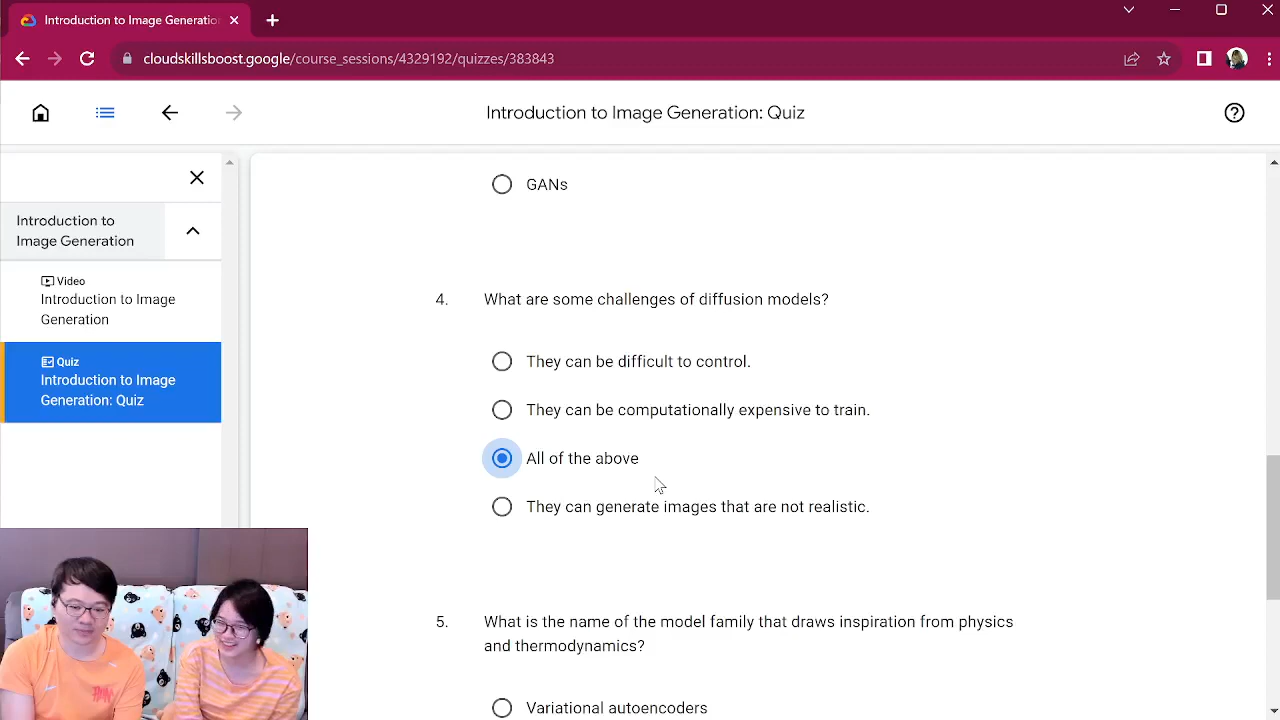 Introduction to Image Generatio
cloudskillsboost.google/course_sessions/4329192/quizzes/383843
Introduction to Image Generation: Quiz
Introduction to
Image Generation
Video
Introduction to Image
Generation
Quiz
Introduction to Image
Generation: Quiz
GANs
4. What are some challenges of diffusion models?
They can be difficult to control.
They can be computationally expensive to train.
All of the above
They can generate images that are not realistic.
5. What is the name of the model family that draws inspiration from physics
and thermodynamics?
Variational autoencoders